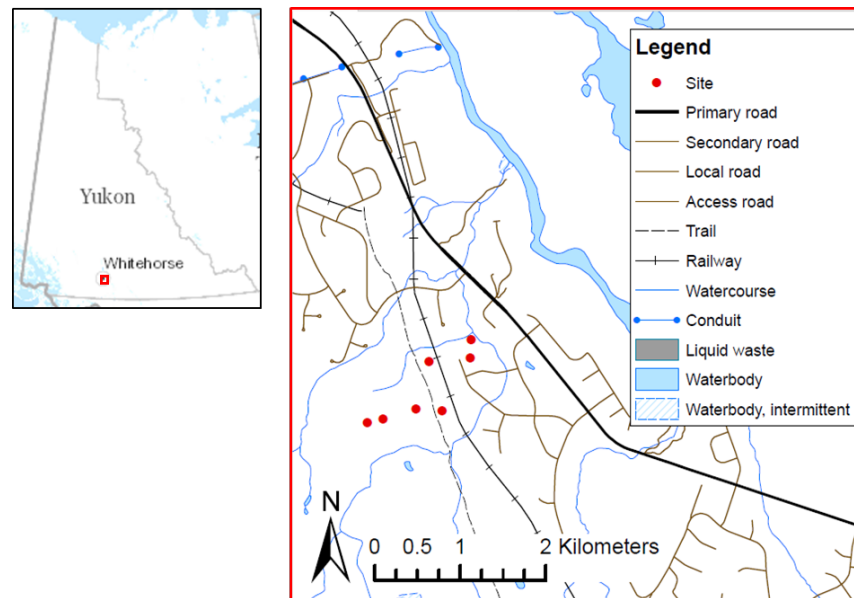 Yukon
Whitehorse
Legend
Site
Primary road
Secondary road
Local road
Access road
Trail
Railway
Watercourse
Conduit
Liquid waste
Waterbody
Waterbody, intermittent
N
0 0.5 1 2 Kilometers